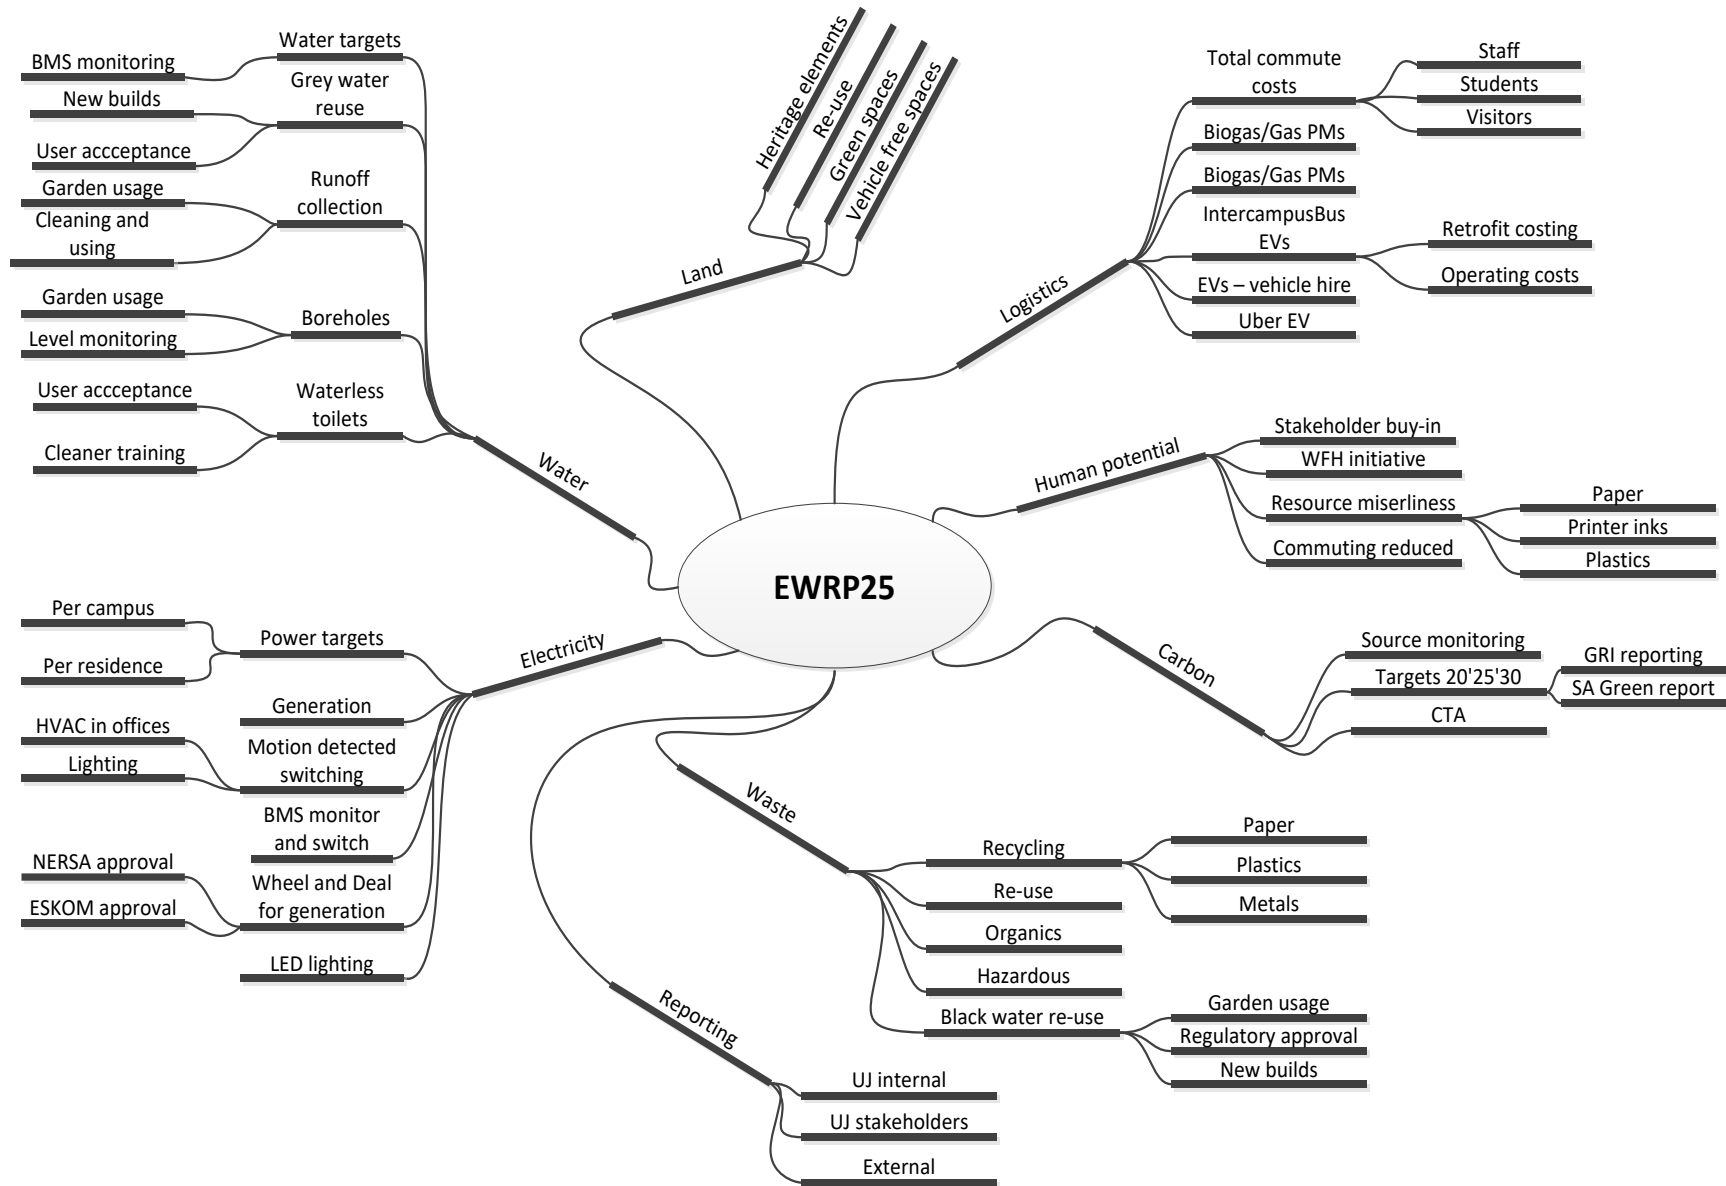 EWRP25
Land
Heritage elements
Re-use
Green spaces
Vehicle free spaces
Logistics
Total commute
costs
Staff
Students
Visitors
Biogas/Gas PMs
Biogas/Gas PMs
IntercampusBus
EVs
Retrofit costing
Operating costs
EVs – vehicle hire
Uber EV
Human potential
Stakeholder buy-in
WFH initiative
Resource miserliness
Paper
Printer inks
Plastics
Commuting reduced
Carbon
Source monitoring
Targets 20'25'30
GRI reporting
SA Green report
CTA
Waste
Recycling
Paper
Plastics
Metals
Re-use
Organics
Hazardous
Black water re-use
Garden usage
Regulatory approval
New builds
Reporting
UJ internal
UJ stakeholders
External
Electricity
Power targets
Per campus
Per residence
Generation
Motion detected
switching
HVAC in offices
Lighting
BMS monitor
and switch
Wheel and Deal
for generation
NERSA approval
ESKOM approval
LED lighting
Water
Water targets
BMS monitoring
Grey water
reuse
New builds
User accceptance
Runoff
collection
Garden usage
Cleaning and
using
Boreholes
Garden usage
Level monitoring
Waterless
toilets
User accceptance
Cleaner training